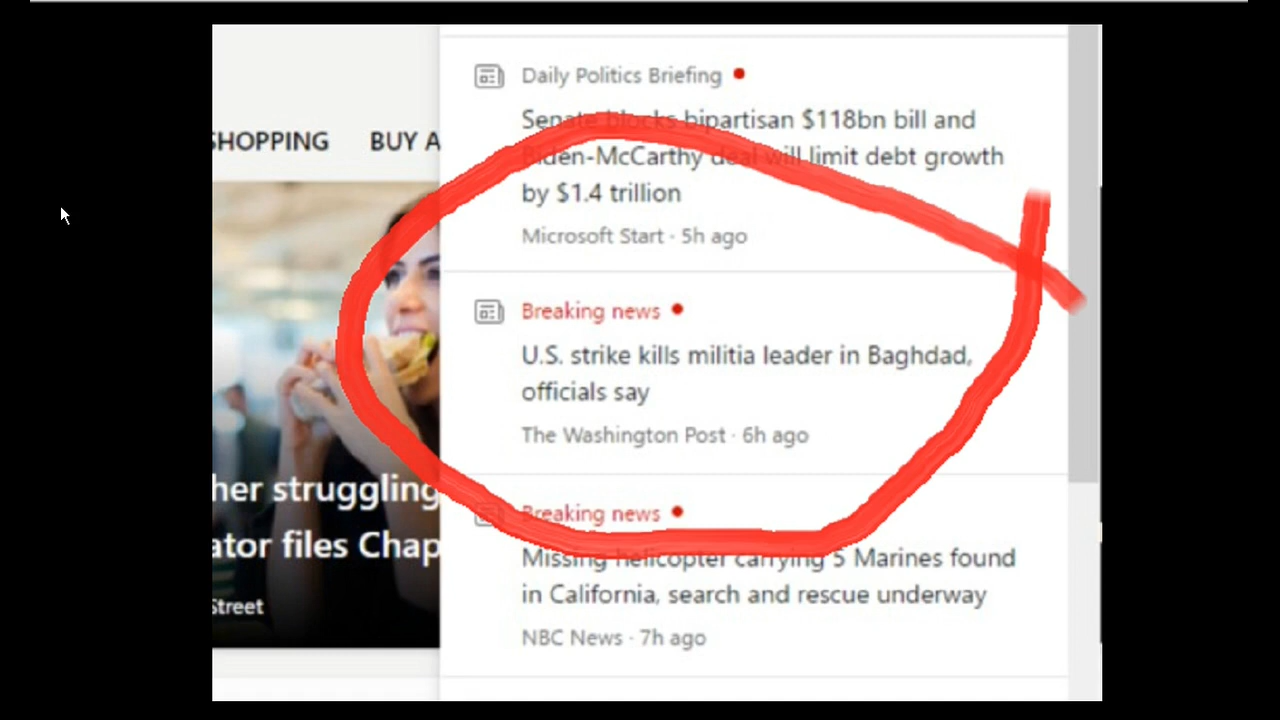 SHOPPING BUY A
her struggling
ator files Chap
Street
Daily Politics Briefing
Senate blocks bipartisan $118bn bill and
Biden-McCarthy deal will limit debt growth
by $1.4 trillion
Microsoft Start · 5h ago
Breaking news
U.S. strike kills militia leader in Baghdad,
officials say
The Washington Post · 6h ago
Breaking news
Missing helicopter carrying 5 Marines found
in California, search and rescue underway
NBC News · 7h ago